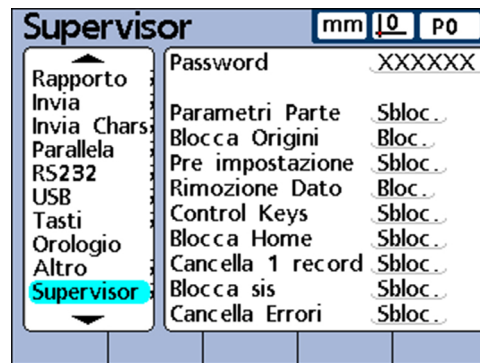 Supervisor mm 0 P0
Rapporto
Invia
Invia Chars
Parallela
RS232
USB
Tasti
Orologio
Altro
Supervisor
Password XXXXXX
Parametri Parte Sbloc.
Blocca Origini Bloc.
Pre impostazione Sbloc.
Rimozione Dato Bloc.
Control Keys Sbloc.
Blocca Home Sbloc.
Cancella 1 record Sbloc.
Blocca sis Sbloc.
Cancella Errori Sbloc.